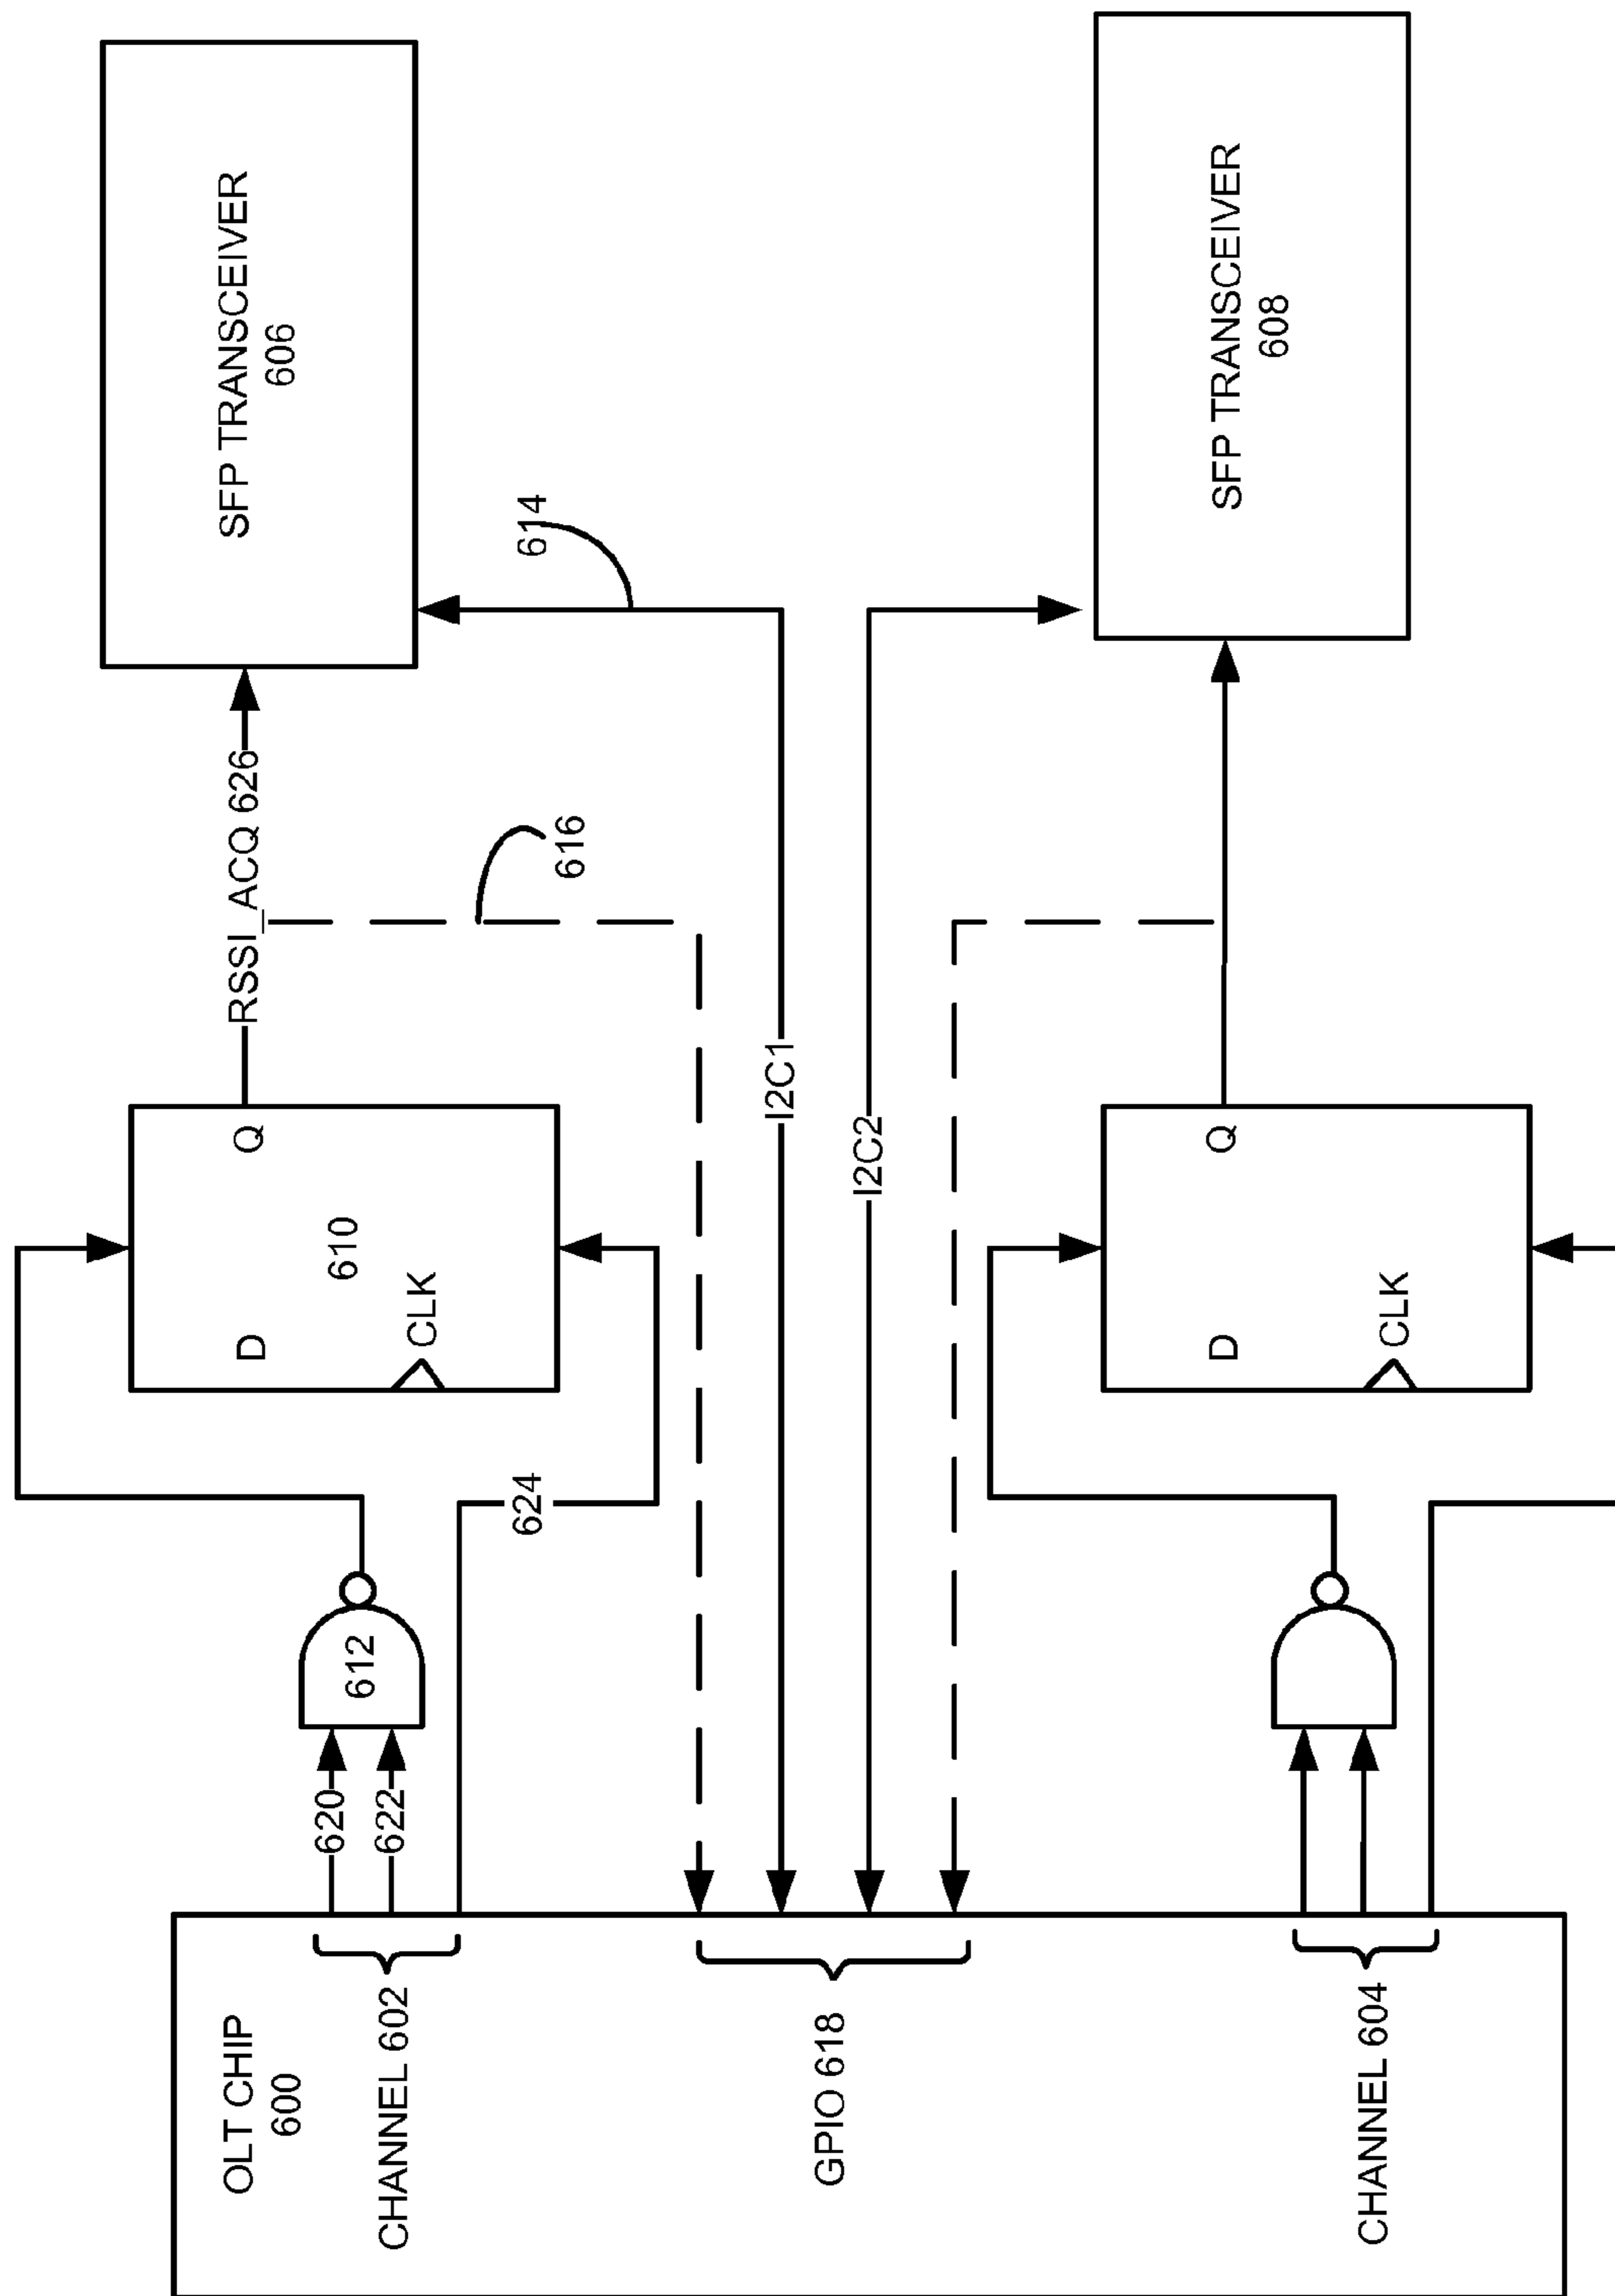 OLT CHIP
600
CHANNEL 602
GPIO 618
CHANNEL 604
620
622
612
624
D
CLK
610
Q
RSSI_ACQ 626
616
614
I2C1
I2C2
SFP TRANSCEIVER
606
D
CLK
Q
SFP TRANSCEIVER
608